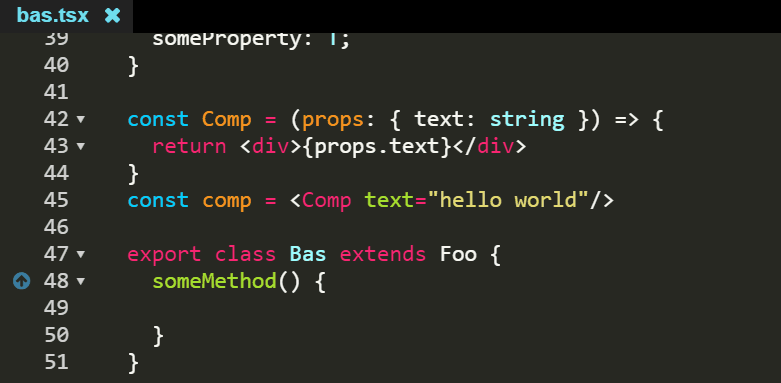 bas.tsx ✖
39 someProperty: T;
40 }
41
42 const Comp = (props: { text: string }) => {
43 return <div>{props.text}</div>
44 }
45 const comp = <Comp text="hello world"/>
46
47 export class Bas extends Foo {
48 someMethod() {
49
50 }
51 }